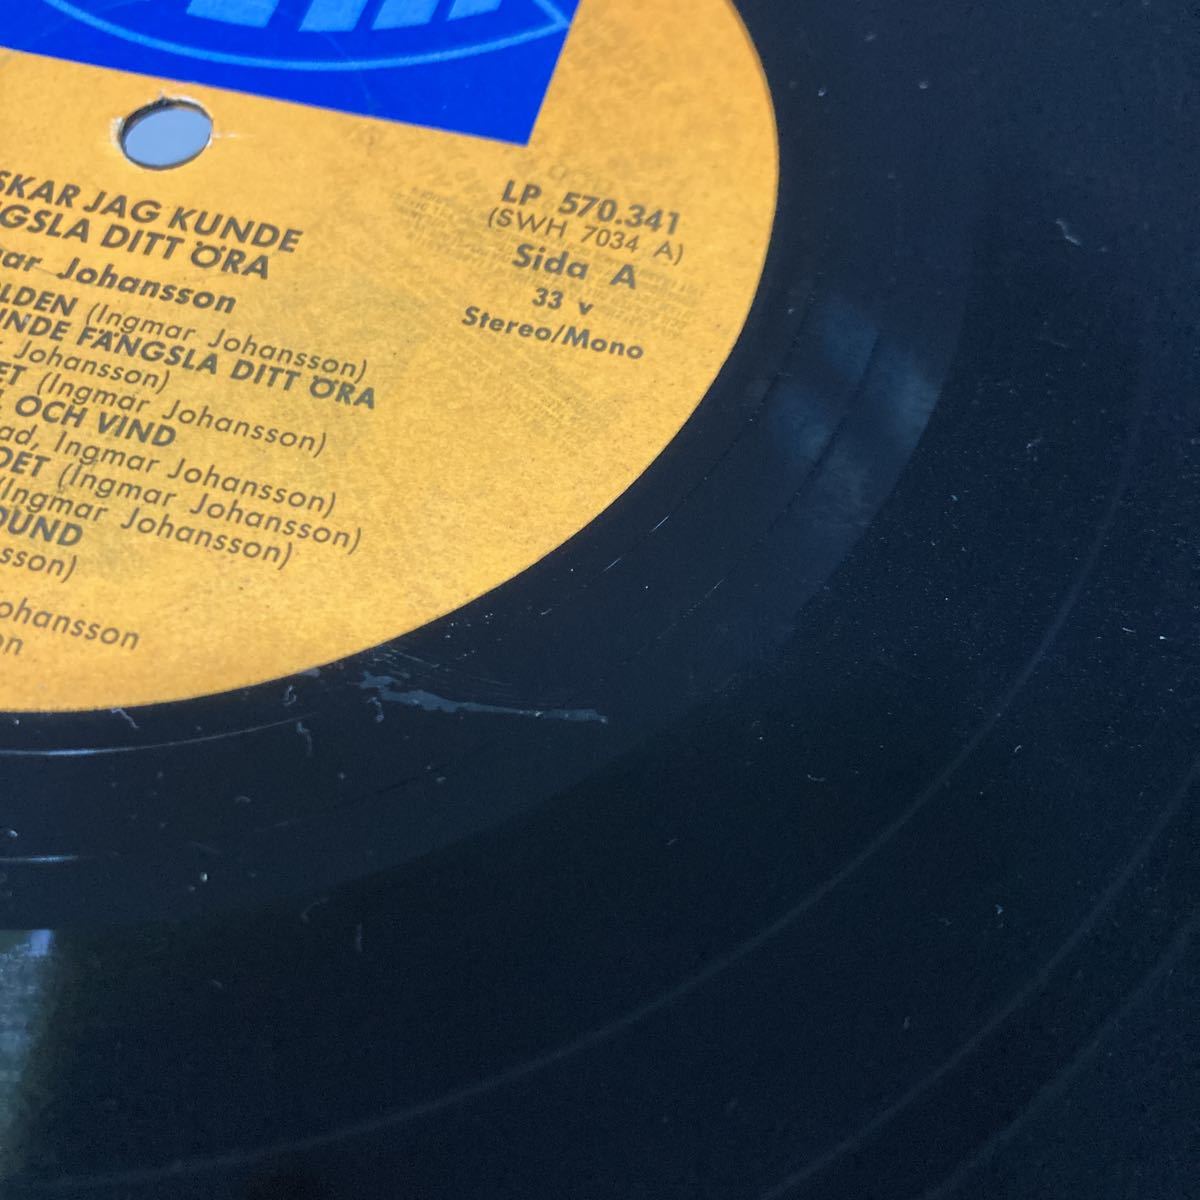 SKAR JAG KUNDE
NGSLA DITT ÖRA
Johansson
LP 570.341
(SWH 7034 A)
Sida A
33 v
Stereo/Mono
LDEN (Ingmar Johansson)
NDE FÄNGSLA DITT ÖRA
Johansson)
ET (Ingmar Johansson)
OCH VIND
ad, Ingmar Johansson)
DET (Ingmar Johansson)
(Ingmar Johansson)
OUND
sson)
ohansson
on